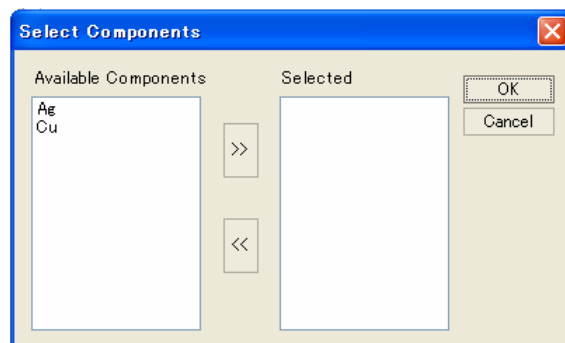 Select Components
Available Components
Selected
Ag
Cu
>>
<<
OK
Cancel